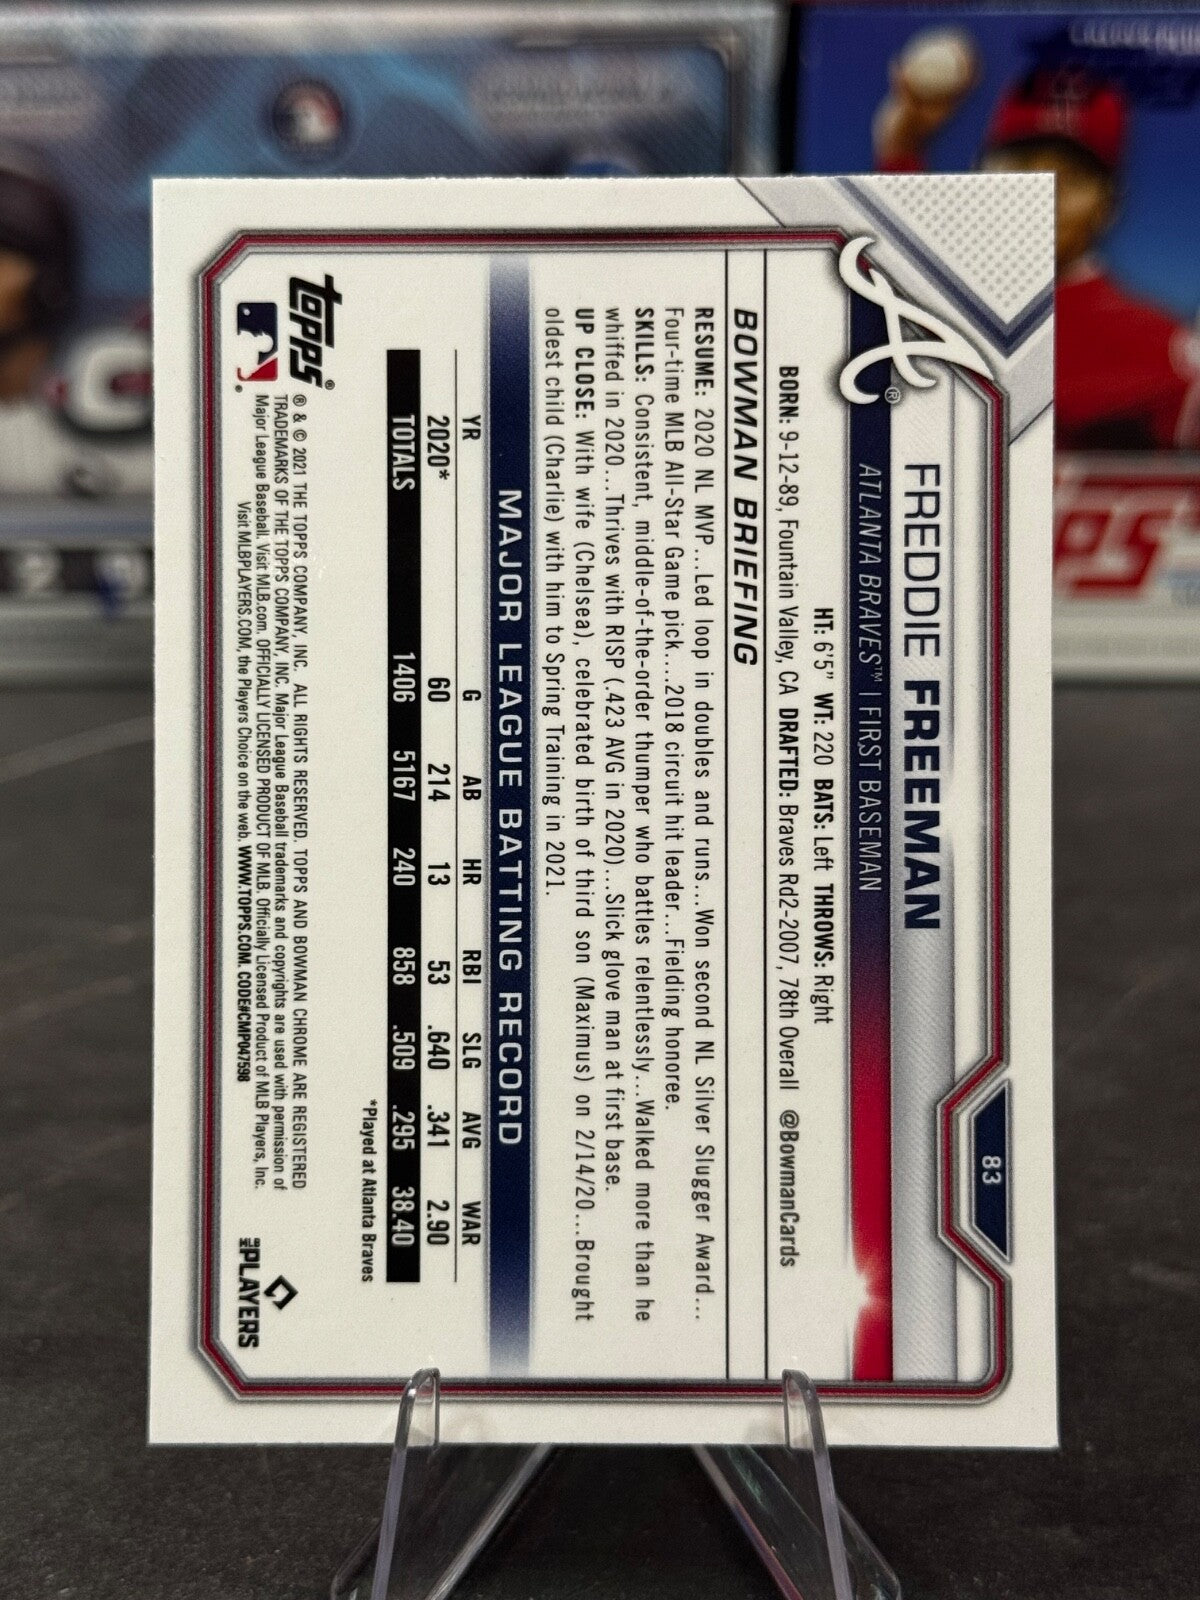 83
FREDDIE FREEMAN
ATLANTA BRAVES™ | FIRST BASEMAN
A®
HT: 6'5" WT: 220 BATS: Left THROWS: Right
BORN: 9-12-89, Fountain Valley, CA DRAFTED: Braves Rd2-2007, 78th Overall @BowmanCards
BOWMAN BRIEFING
RESUME: 2020 NL MVP...Led loop in doubles and runs...Won second NL Silver Slugger Award...
Four-time MLB All-Star Game pick....2018 circuit hit leader...Fielding honoree.
SKILLS: Consistent, middle-of-the-order thumper who battles relentlessly...Walked more than he
whiffed in 2020...Thrives with RISP (.423 AVG in 2020)...Slick glove man at first base.
UP CLOSE: With wife (Chelsea), celebrated birth of third son (Maximus) on 2/14/20...Brought
oldest child (Charlie) with him to Spring Training in 2021.
MAJOR LEAGUE BATTING RECORD
YR G AB HR RBI SLG AVG WAR
2020* 60 214 13 53 .640 .341 2.90
TOTALS 1406 5167 240 858 .509 .295 38.40
*Played at Atlanta Braves
topps®
® & © 2021 THE TOPPS COMPANY, INC. ALL RIGHTS RESERVED. TOPPS AND BOWMAN CHROME ARE REGISTERED
TRADEMARKS OF THE TOPPS COMPANY, INC. Major League Baseball trademarks and copyrights are used with permission of
Major League Baseball. Visit MLB.com. OFFICIALLY LICENSED PRODUCT OF MLB. Officially Licensed Product of MLB Players, Inc.
Visit MLBPLAYERS.COM, the Players Choice on the web. WWW.TOPPS.COM. CODE#CMP047598
THE PLAYERS